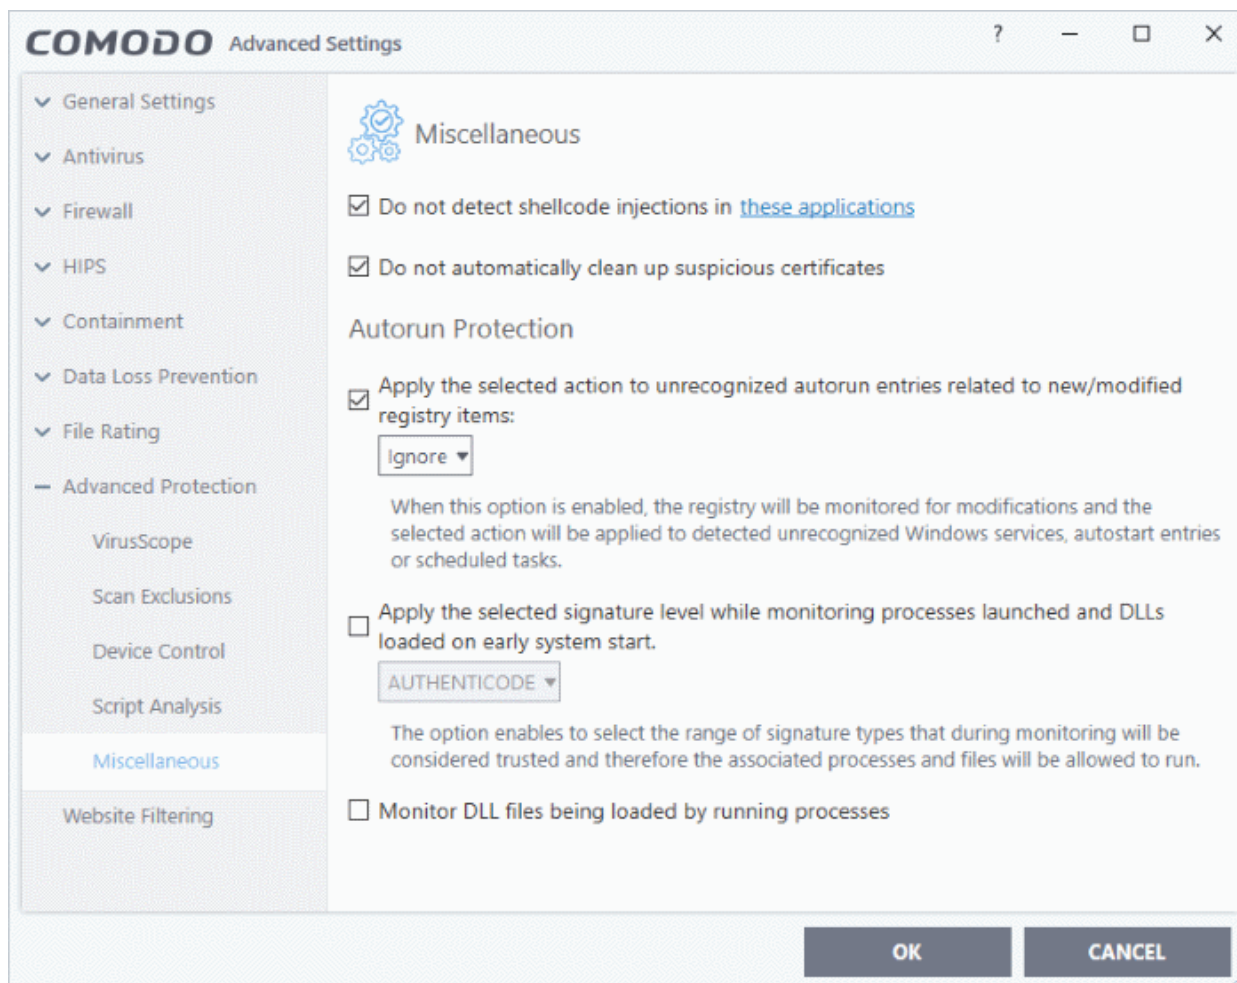 COMODO Advanced Settings ?
General Settings
Antivirus
Firewall
HIPS
Containment
Data Loss Prevention
File Rating
Advanced Protection
VirusScope
Scan Exclusions
Device Control
Script Analysis
Miscellaneous
Website Filtering
Miscellaneous
Do not detect shellcode injections in these applications
Do not automatically clean up suspicious certificates
Autorun Protection
Apply the selected action to unrecognized autorun entries related to new/modified
registry items:
Ignore
When this option is enabled, the registry will be monitored for modifications and the
selected action will be applied to detected unrecognized Windows services, autostart entries
or scheduled tasks.
Apply the selected signature level while monitoring processes launched and DLLs
loaded on early system start.
AUTHENTICODE
The option enables to select the range of signature types that during monitoring will be
considered trusted and therefore the associated processes and files will be allowed to run.
Monitor DLL files being loaded by running processes
OK CANCEL